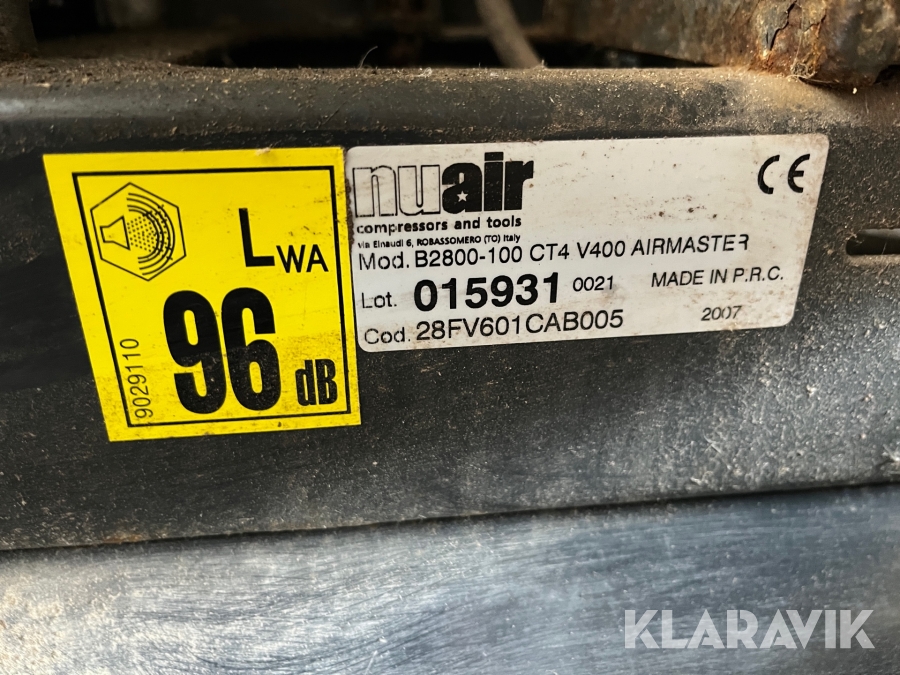 LWA
96 dB
9029110
nuair
compressors and tools
via Einaudi 6, ROBASSOMERO (TO) Italy
Mod. B2800-100 CT4 V400 AIRMASTER
Lot. 015931 0021 MADE IN P.R.C.
Cod. 28FV601CAB005 2007
CE
KLARAVIK